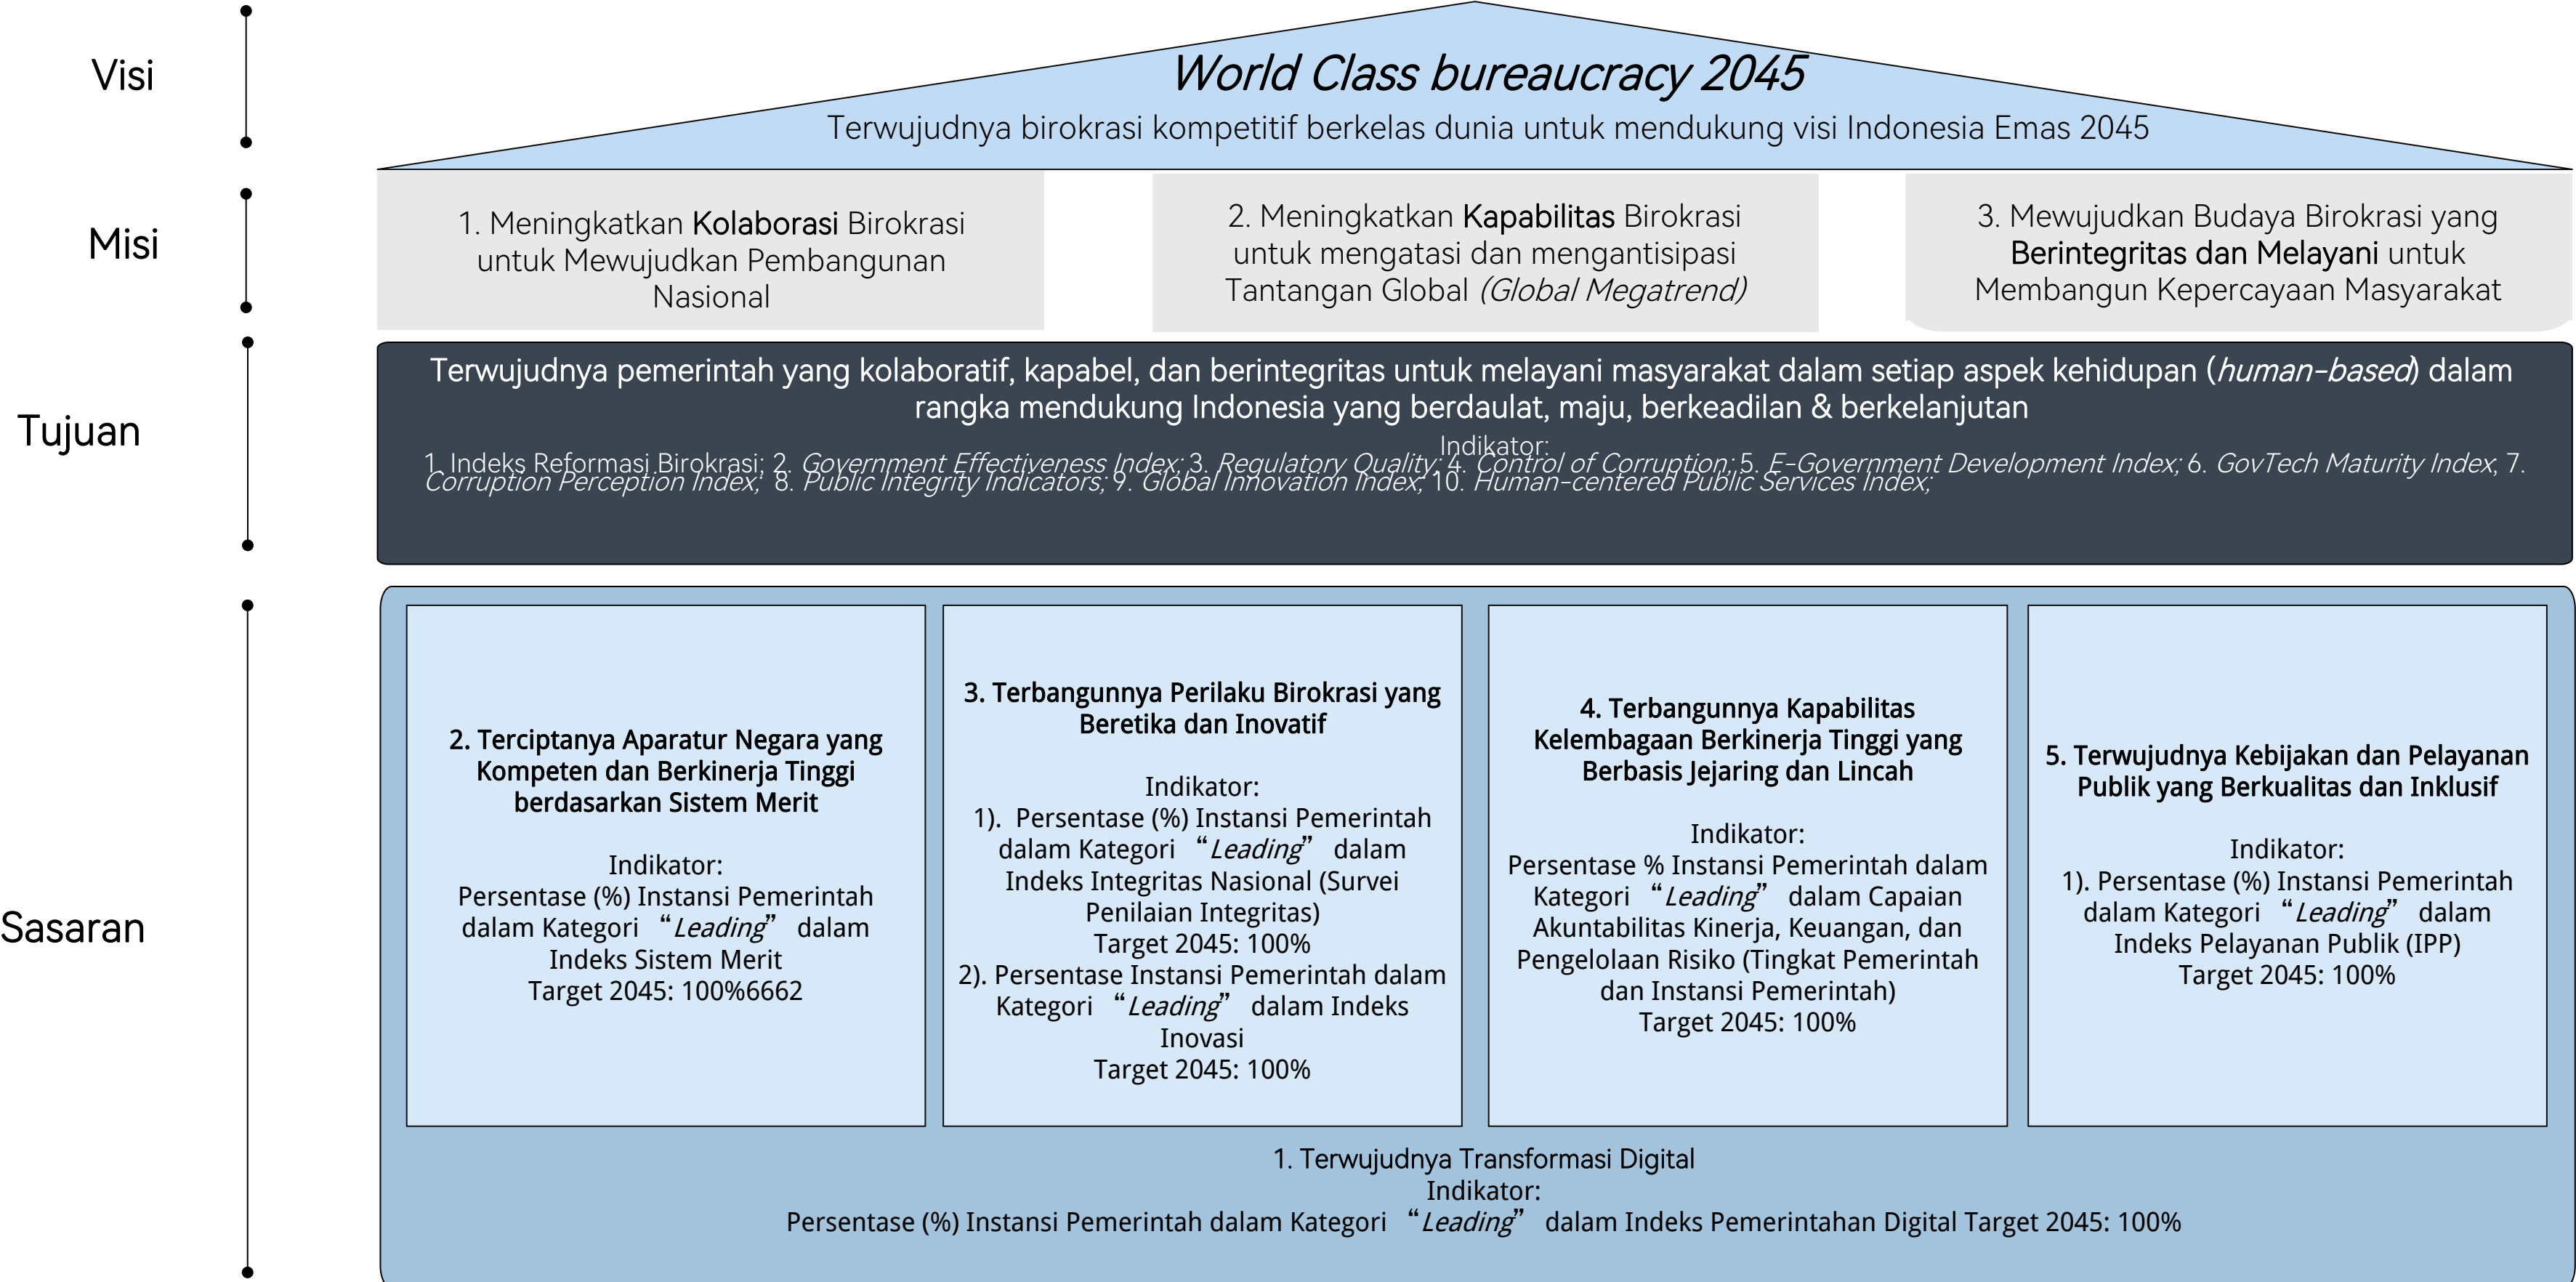 Visi
World Class bureaucracy 2045
Terwujudnya birokrasi kompetitif berkelas dunia untuk mendukung visi Indonesia Emas 2045
Misi
1. Meningkatkan Kolaborasi Birokrasi
untuk Mewujudkan Pembangunan
Nasional
2. Meningkatkan Kapabilitas Birokrasi
untuk mengatasi dan mengantisipasi
Tantangan Global (Global Megatrend)
3. Mewujudkan Budaya Birokrasi yang
Berintegritas dan Melayani untuk
Membangun Kepercayaan Masyarakat
Tujuan
Terwujudnya pemerintah yang kolaboratif, kapabel, dan berintegritas untuk melayani masyarakat dalam setiap aspek kehidupan (human-based) dalam
rangka mendukung Indonesia yang berdaulat, maju, berkeadilan & berkelanjutan
Indikator:
1. Indeks Reformasi Birokrasi; 2. Government Effectiveness Index; 3. Regulatory Quality; 4. Control of Corruption; 5. E-Government Development Index; 6. GovTech Maturity Index, 7.
Corruption Perception Index; 8. Public Integrity Indicators; 9. Global Innovation Index; 10. Human-centered Public Services Index;
Sasaran
2. Terciptanya Aparatur Negara yang
Kompeten dan Berkinerja Tinggi
berdasarkan Sistem Merit
Indikator:
Persentase (%) Instansi Pemerintah
dalam Kategori “Leading” dalam
Indeks Sistem Merit
Target 2045: 100%6662
3. Terbangunnya Perilaku Birokrasi yang
Beretika dan Inovatif
Indikator:
1). Persentase (%) Instansi Pemerintah
dalam Kategori “Leading” dalam
Indeks Integritas Nasional (Survei
Penilaian Integritas)
Target 2045: 100%
2). Persentase Instansi Pemerintah dalam
Kategori “Leading” dalam Indeks
Inovasi
Target 2045: 100%
4. Terbangunnya Kapabilitas
Kelembagaan Berkinerja Tinggi yang
Berbasis Jejaring dan Lincah
Indikator:
Persentase % Instansi Pemerintah dalam
Kategori “Leading” dalam Capaian
Akuntabilitas Kinerja, Keuangan, dan
Pengelolaan Risiko (Tingkat Pemerintah
dan Instansi Pemerintah)
Target 2045: 100%
5. Terwujudnya Kebijakan dan Pelayanan
Publik yang Berkualitas dan Inklusif
Indikator:
1). Persentase (%) Instansi Pemerintah
dalam Kategori “Leading” dalam
Indeks Pelayanan Publik (IPP)
Target 2045: 100%
1. Terwujudnya Transformasi Digital
Indikator:
Persentase (%) Instansi Pemerintah dalam Kategori “Leading” dalam Indeks Pemerintahan Digital Target 2045: 100%